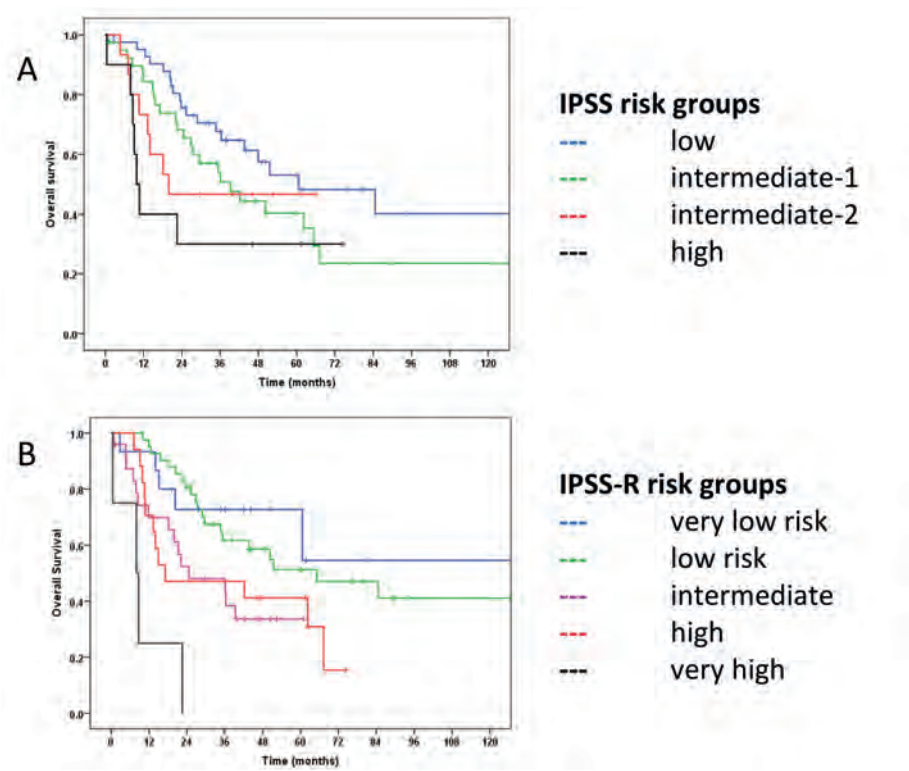 A
Overall survival
1.0
0.8
0.6
0.4
0.2
0.0
0 12 24 36 48 60 72 84 96 108 120
Time (months)
IPSS risk groups
low
intermediate-1
intermediate-2
high
B
Overall Survival
1.0
0.8
0.6
0.4
0.2
0.0
0 12 24 36 48 60 72 84 96 108 120
Time (months)
IPSS-R risk groups
very low risk
low risk
intermediate
high
very high